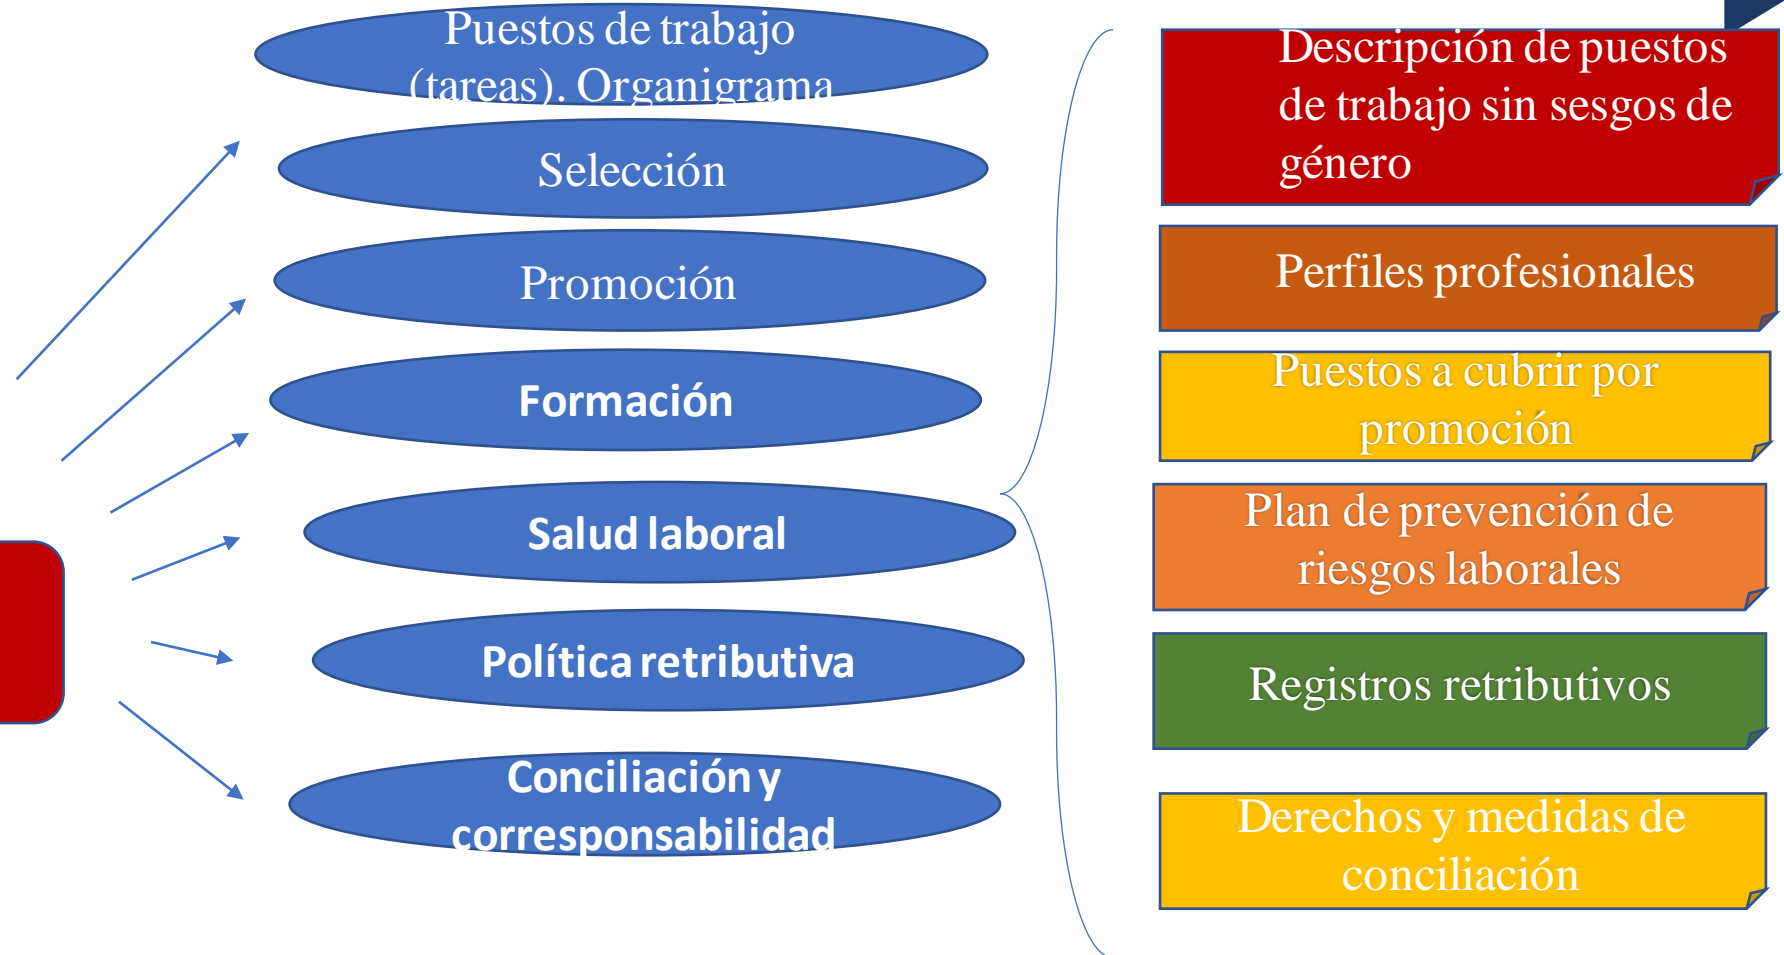 Puestos de trabajo
(tareas). Organigrama
Selección
Promoción
Formación
Salud laboral
Política retributiva
Conciliación y
corresponsabilidad
Descripción de puestos
de trabajo sin sesgos de
género
Perfiles profesionales
Puestos a cubrir por
promoción
Plan de prevención de
riesgos laborales
Registros retributivos
Derechos y medidas de
conciliación